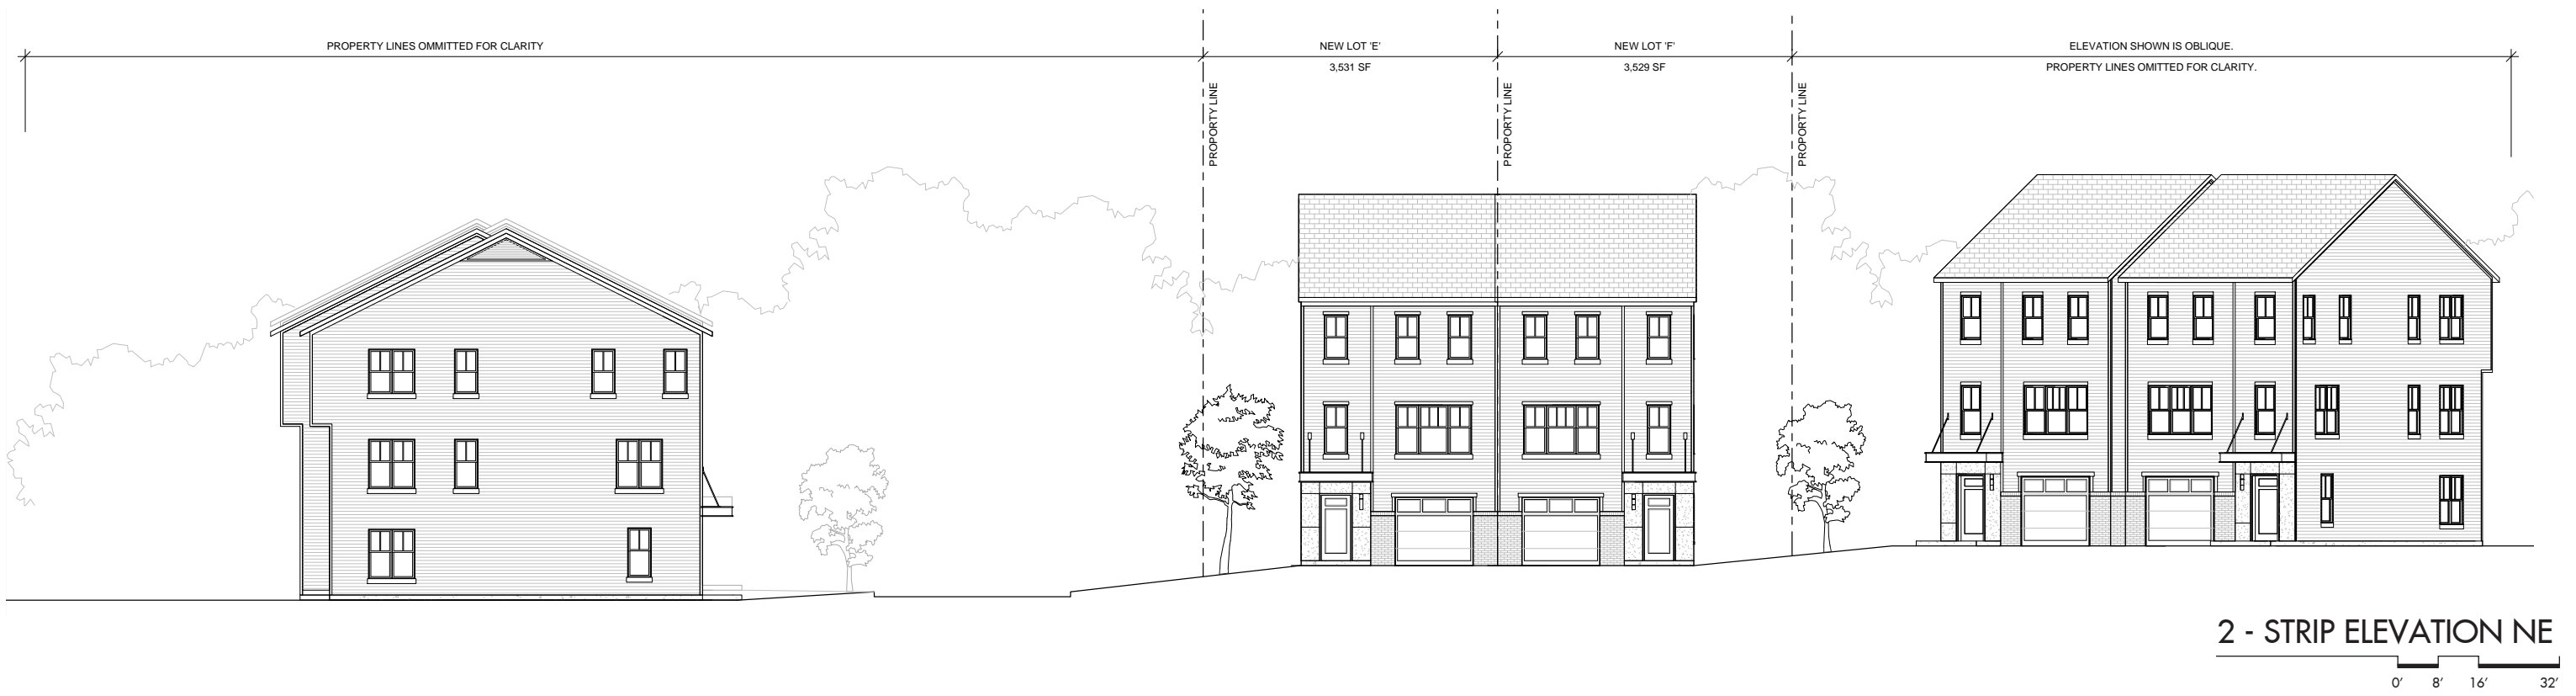 PROPERTY LINES OMMITTED FOR CLARITY
NEW LOT 'E'
3,531 SF
NEW LOT 'F'
3,529 SF
ELEVATION SHOWN IS OBLIQUE.
PROPERTY LINES OMITTED FOR CLARITY.
PROPERTY LINE
PROPERTY LINE
PROPERTY LINE
2 - STRIP ELEVATION NE
0' 8' 16' 32'